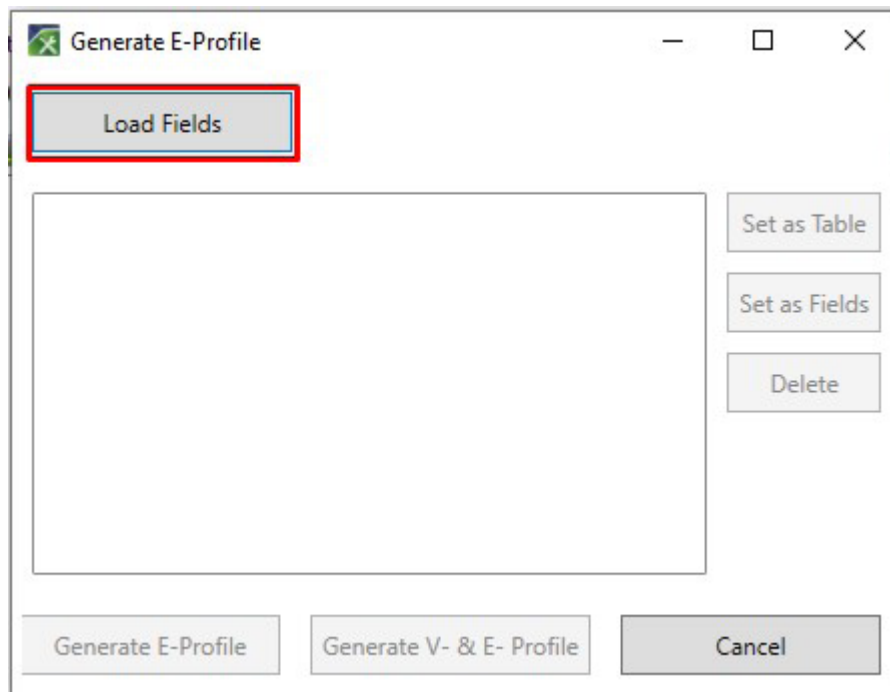 Generate E-Profile
Load Fields
Set as Table
Set as Fields
Delete
Generate E-Profile
Generate V- & E- Profile
Cancel